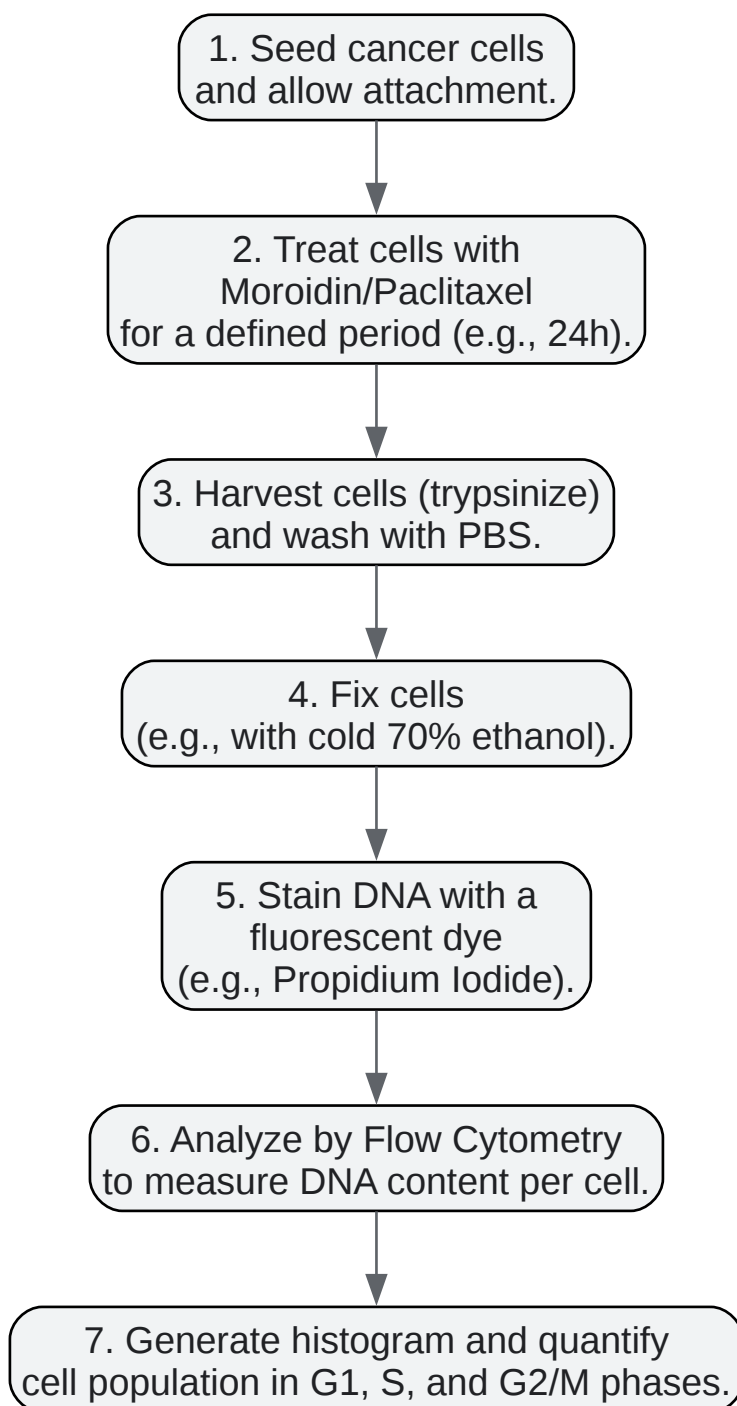 1. Seed cancer cells
and allow attachment.
2. Treat cells with
Moroidin/Paclitaxel
for a defined period (e.g., 24h).
3. Harvest cells (trypsinize)
and wash with PBS.
4. Fix cells
(e.g., with cold 70% ethanol).
5. Stain DNA with a
fluorescent dye
(e.g., Propidium Iodide).
6. Analyze by Flow Cytometry
to measure DNA content per cell.
7. Generate histogram and quantify
cell population in G1, S, and G2/M phases.